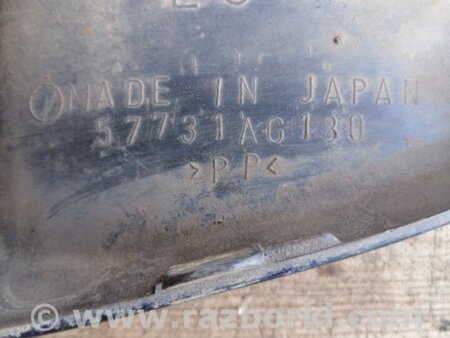 MADE IN JAPAN
57731AG130
>PP<
www.razborki.com